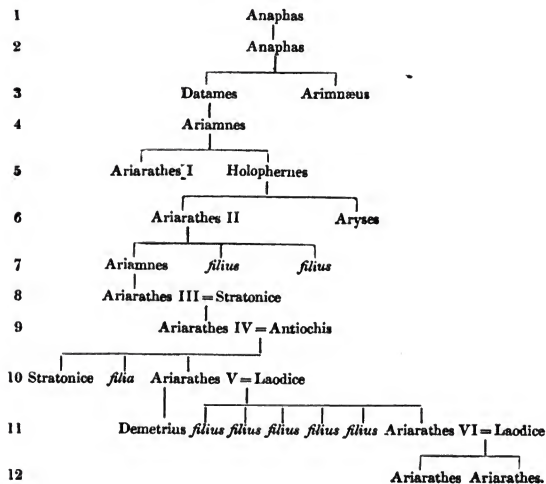 1 Anaphas
2 Anaphas
3 Datames Arimnæus
4 Ariamnes
5 Ariarathes I Holophernes
6 Ariarathes II Aryses
7 Ariamnes filius filius
8 Ariarathes III = Stratonice
9 Ariarathes IV = Antiochis
10 Stratonice filia Ariarathes V = Laodice
11 Demetrius filius filius filius filius filius Ariarathes VI = Laodice
12 Ariarathes Ariarathes.